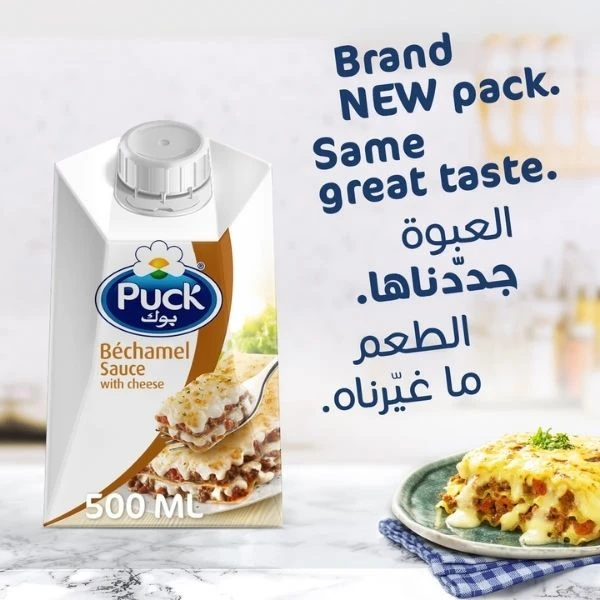 Brand
NEW pack.
Same
great taste.
العبوة
جدّدناها.
الطعم
ما غيّرناه.
Puck
®
بوك
Béchamel
Sauce
with cheese
500 ML